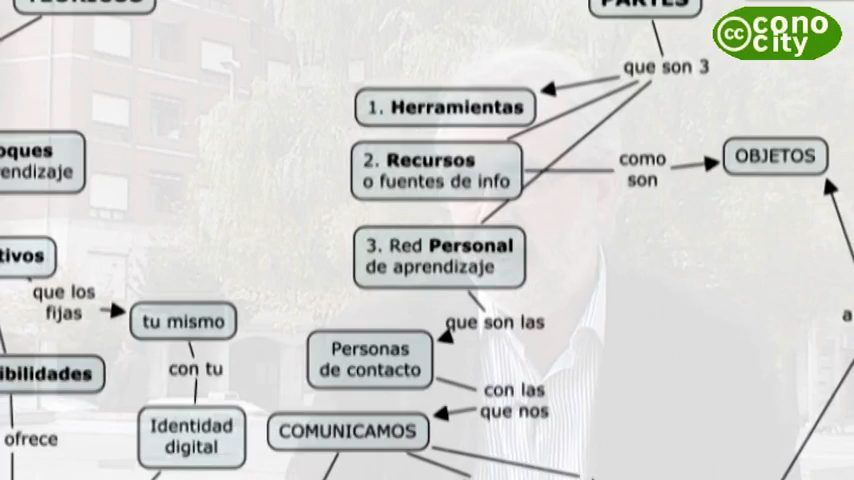 PARTES
cc cono
city
que son 3
1. Herramientas
2. Recursos
o fuentes de info
como
son
OBJETOS
oques
endizaje
3. Red Personal
de aprendizaje
tivos
que los
fijas
tu mismo
que son las
a
Personas
de contacto
con tu
ibilidades
con las
que nos
Identidad
digital
COMUNICAMOS
ofrece